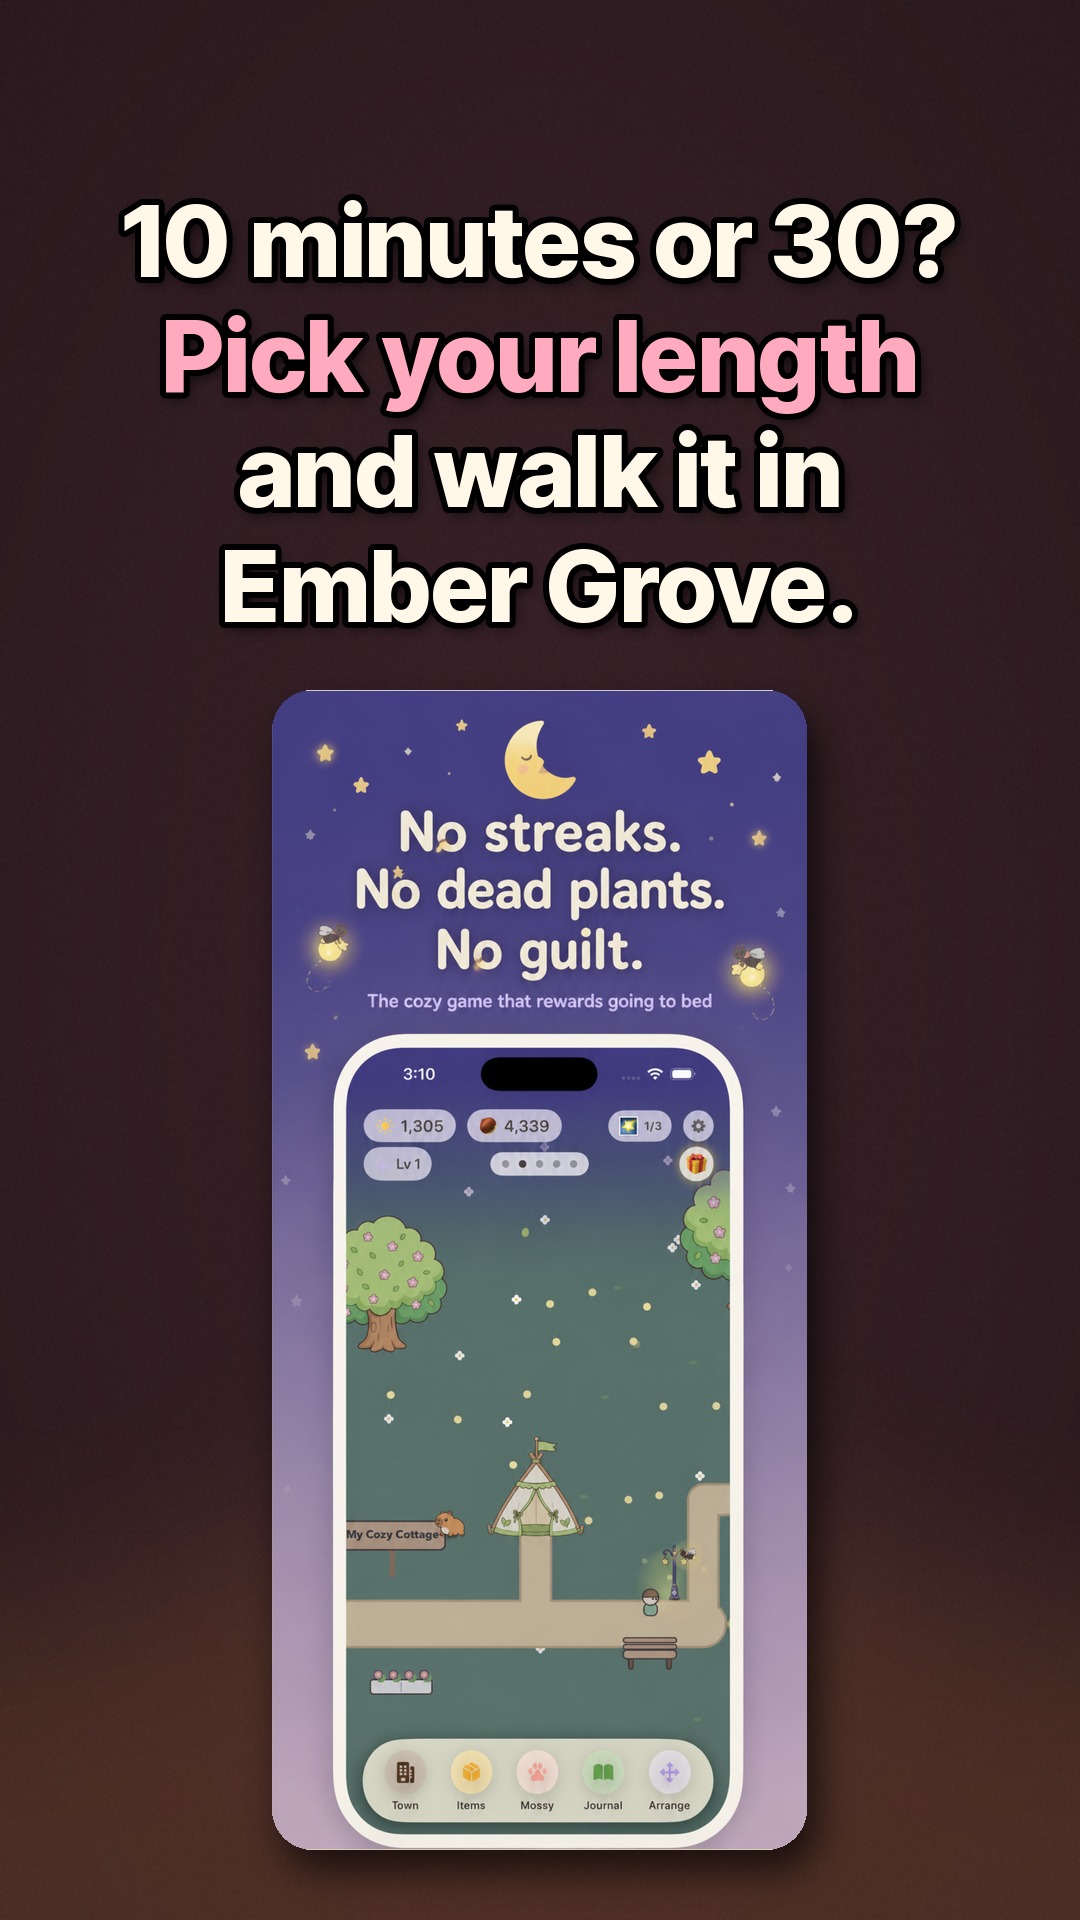 10 minutes or 30?
Pick your length
and walk it in
Ember Grove.
No streaks.
No dead plants.
No guilt.
The cozy game that rewards going to bed
3:10
1,305
4,339
1/3
Lv 1
My Cozy Cottage
Town
Items
Mossy
Journal
Arrange